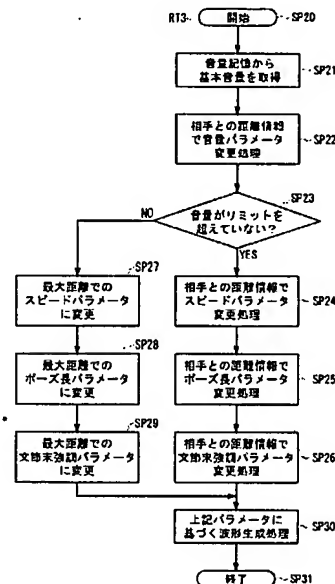 RT3
開始
SP20
音量記憶から
基本音量を取得
SP21
相手との距離情報
で音量パラメータ
変更処理
SP22
SP23
音量がリミットを
超えていない?
NO
YES
SP27
最大距離での
スピードパラメータ
に変更
相手との距離情報で
スピードパラメータ
変更処理
SP24
SP28
最大距離での
ポーズ長パラメータ
に変更
相手との距離情報で
ポーズ長パラメータ
変更処理
SP25
SP29
最大距離での
文節末強調パラメータ
に変更
相手との距離情報で
文節末強調パラメータ
変更処理
SP26
上記パラメータに
基づく波形生成処理
SP30
終了
SP31